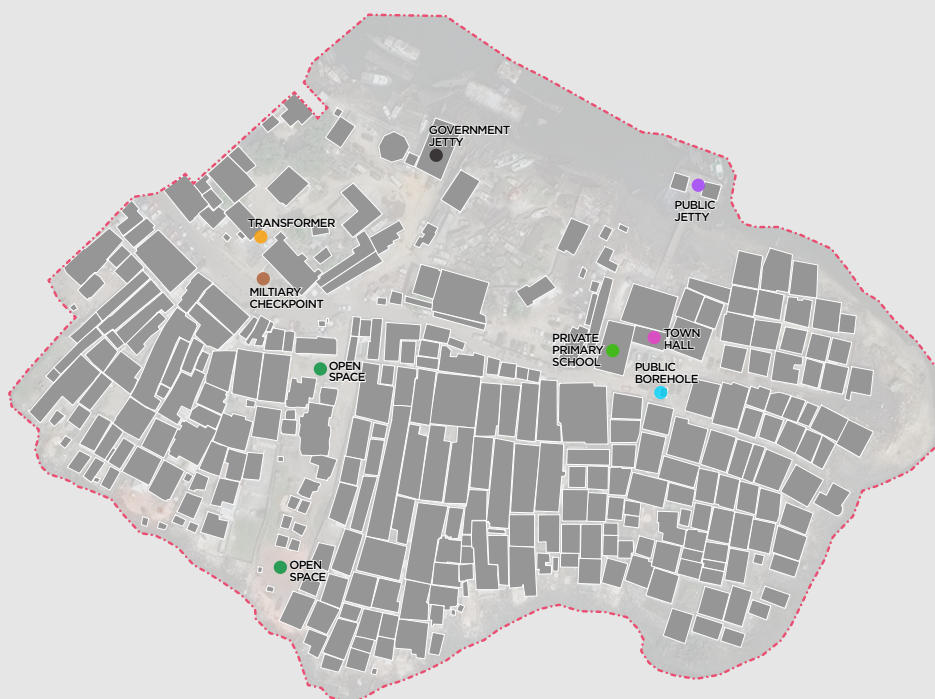 GOVERNMENT
JETTY
PUBLIC
JETTY
TRANSFORMER
MILTIARY
CHECKPOINT
PRIVATE
PRIMARY
SCHOOL
TOWN
HALL
PUBLIC
BOREHOLE
OPEN
SPACE
OPEN
SPACE